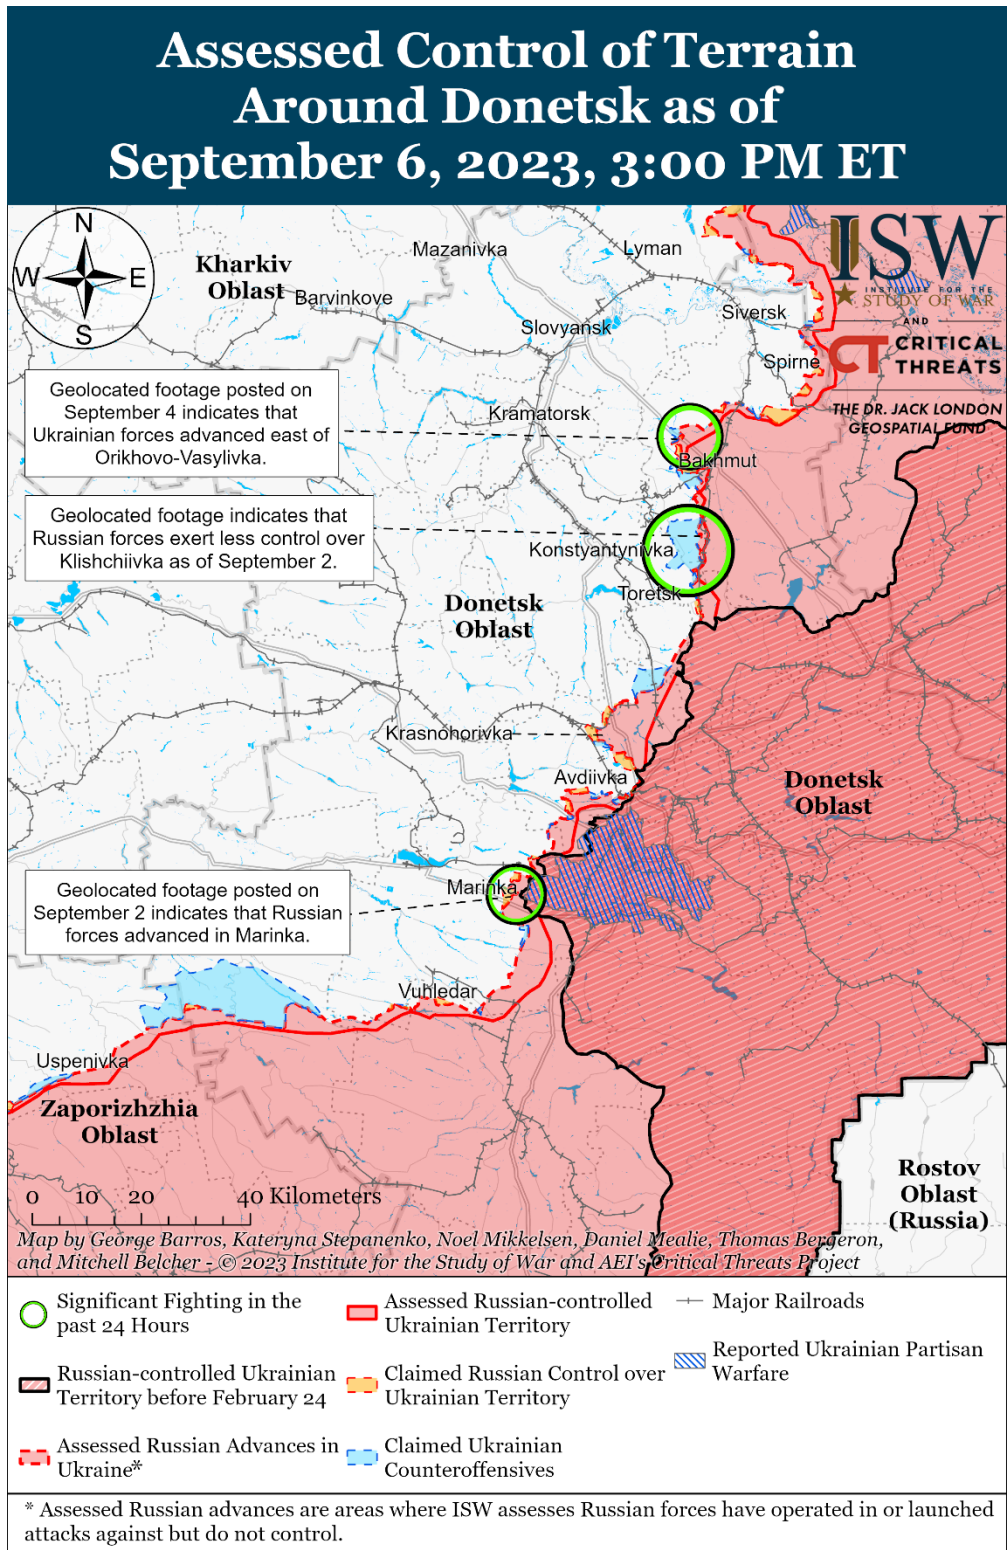 Assessed Control of Terrain
Around Donetsk as of
September 6, 2023, 3:00 PM ET
N
W
E
S
ISW
INSTITUTE FOR THE
STUDY OF WAR
AND
CT
CRITICAL
THREATS
THE DR. JACK LONDON
GEOSPATIAL FUND
Kharkiv
Oblast
Mazanivka
Lyman
Barvinkove
Slovyansk
Siversk
Spirne
Geolocated footage posted on
September 4 indicates that
Ukrainian forces advanced east of
Orikhovo-Vasylivka.
Kramatorsk
Bakhmut
Geolocated footage indicates that
Russian forces exert less control over
Klishchiivka as of September 2.
Konstyantynivka
Toretsk
Donetsk
Oblast
Krasnohorivka
Avdiivka
Donetsk
Oblast
Geolocated footage posted on
September 2 indicates that Russian
forces advanced in Marinka.
Marinka
Vuhledar
Uspenivka
Zaporizhzhia
Oblast
Rostov
Oblast
(Russia)
0 10 20 40 Kilometers
Map by George Barros, Kateryna Stepanenko, Noel Mikkelsen, Daniel Mealie, Thomas Bergeron,
and Mitchell Belcher - © 2023 Institute for the Study of War and AEI's Critical Threats Project
Significant Fighting in the
past 24 Hours
Russian-controlled Ukrainian
Territory before February 24
Assessed Russian Advances in
Ukraine*
Assessed Russian-controlled
Ukrainian Territory
Claimed Russian Control over
Ukrainian Territory
Claimed Ukrainian
Counteroffensives
Major Railroads
Reported Ukrainian Partisan
Warfare
* Assessed Russian advances are areas where ISW assesses Russian forces have operated in or launched
attacks against but do not control.